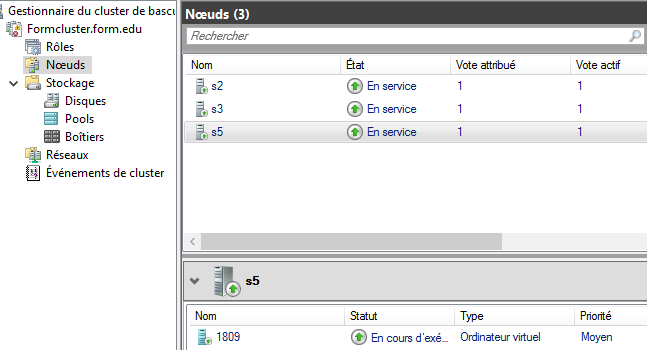 Gestionnaire du cluster de bascu
Formcluster.form.edu
Rôles
Nœuds
Stockage
Disques
Pools
Boîtiers
Réseaux
Événements de cluster
Nœuds (3)
Rechercher
Nom État Vote attribué Vote actif
s2 En service 1 1
s3 En service 1 1
s5 En service 1 1
s5
Nom Statut Type Priorité
1809 En cours d'exé... Ordinateur virtuel Moyen